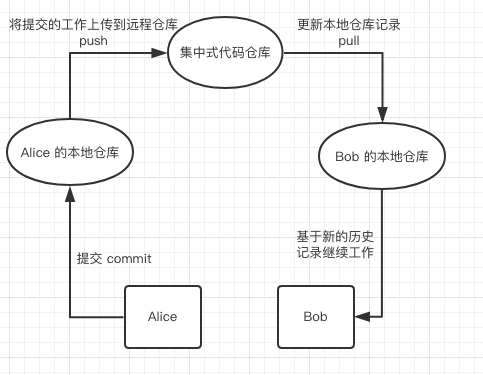 将提交的工作上传到远程仓库
push
集中式代码仓库
更新本地仓库记录
pull
Alice 的本地仓库
Bob 的本地仓库
提交 commit
基于新的历史
记录继续工作
Alice
Bob